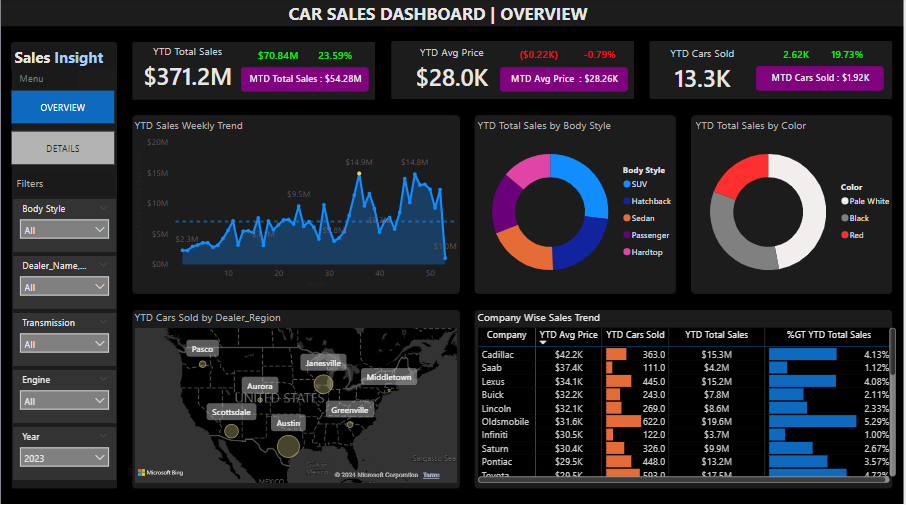 CAR SALES DASHBOARD | OVERVIEW
Sales Insight
Menu
OVERVIEW
DETAILS
Filters
Body Style
All
Dealer_Name,...
All
Transmission
All
Engine
All
Year
2023
YTD Total Sales
$70.84M 23.59%
$371.2M
MTD Total Sales : $54.28M
YTD Avg Price
($0.22K) -0.79%
$28.0K
MTD Avg Price : $28.26K
YTD Cars Sold
2.62K 19.73%
13.3K
MTD Cars Sold : $1.92K
YTD Sales Weekly Trend
$20M
$15M
$10M
$5M
$0M
$2.3M
$9.5M
$14.9M
$14.8M
10 20 30 40 50
YTD Total Sales by Body Style
Body Style
SUV
Hatchback
Sedan
Passenger
Hardtop
YTD Total Sales by Color
Color
Pale White
Black
Red
YTD Cars Sold by Dealer_Region
Pasco
Janesville
Middletown
Aurora
UNITED STATES
Scottsdale
Greenville
Austin
Gulf of
Mexico
MEXICO
Sargasso Sea
Microsoft Bing
© 2024 Microsoft Corporation Terms
Company Wise Sales Trend
Company YTD Avg Price YTD Cars Sold YTD Total Sales %GT YTD Total Sales
Cadillac $42.2K 363.0 $15.3M 4.13%
Saab $37.4K 111.0 $4.2M 1.12%
Lexus $34.1K 445.0 $15.2M 4.08%
Buick $32.2K 243.0 $7.8M 2.11%
Lincoln $32.1K 269.0 $8.6M 2.33%
Oldsmobile $31.6K 622.0 $19.6M 5.29%
Infiniti $30.5K 122.0 $3.7M 1.00%
Saturn $30.4K 326.0 $9.9M 2.67%
Pontiac $29.5K 448.0 $13.2M 3.57%
Toyota $29.5K 593.0 $17.5M 4.72%